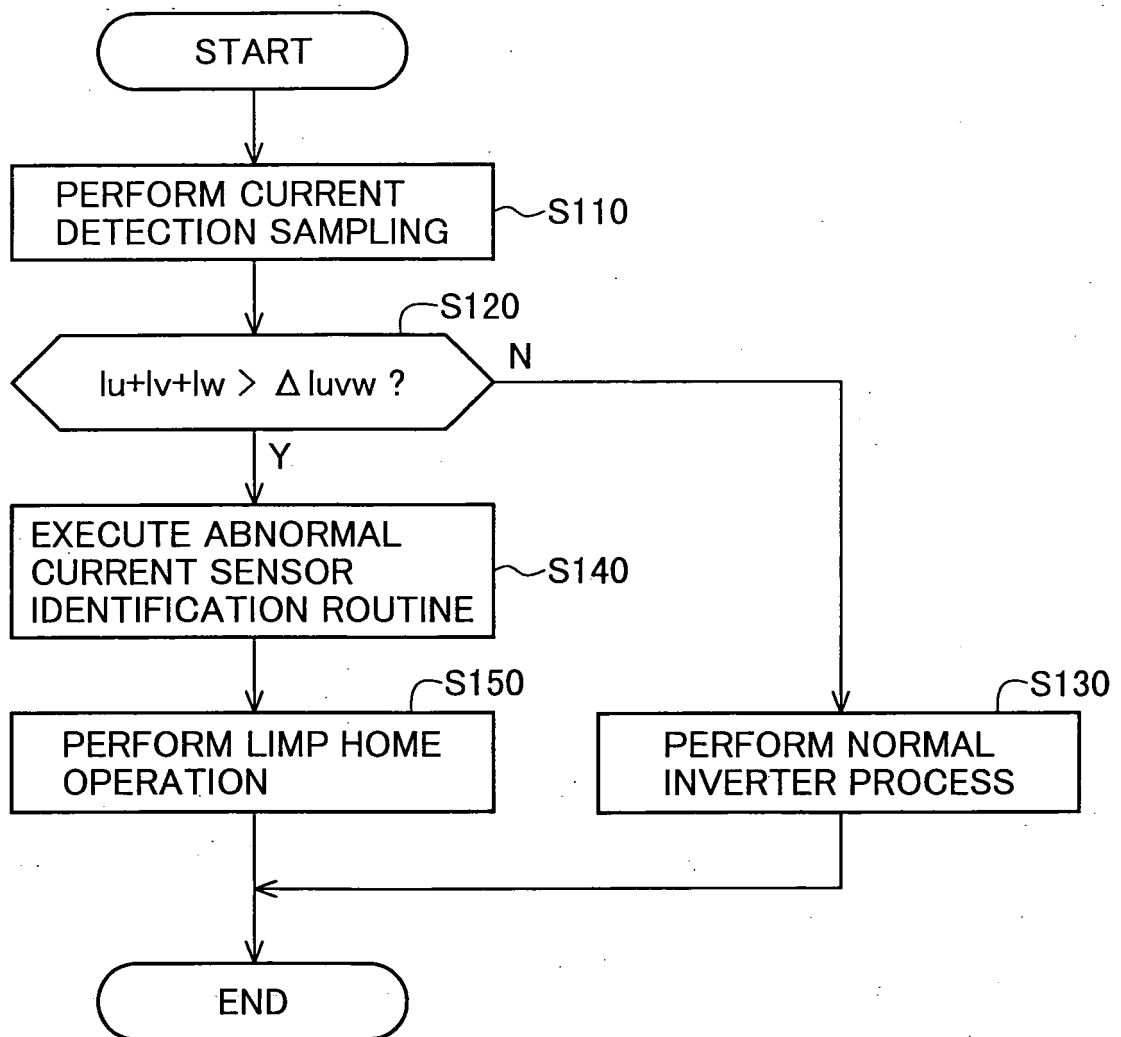 START
PERFORM CURRENT
DETECTION SAMPLING
S110
S120
Iu+Iv+Iw > Δ Iuvw ?
N
Y
EXECUTE ABNORMAL
CURRENT SENSOR
IDENTIFICATION ROUTINE
S140
S150
PERFORM LIMP HOME
OPERATION
S130
PERFORM NORMAL
INVERTER PROCESS
END